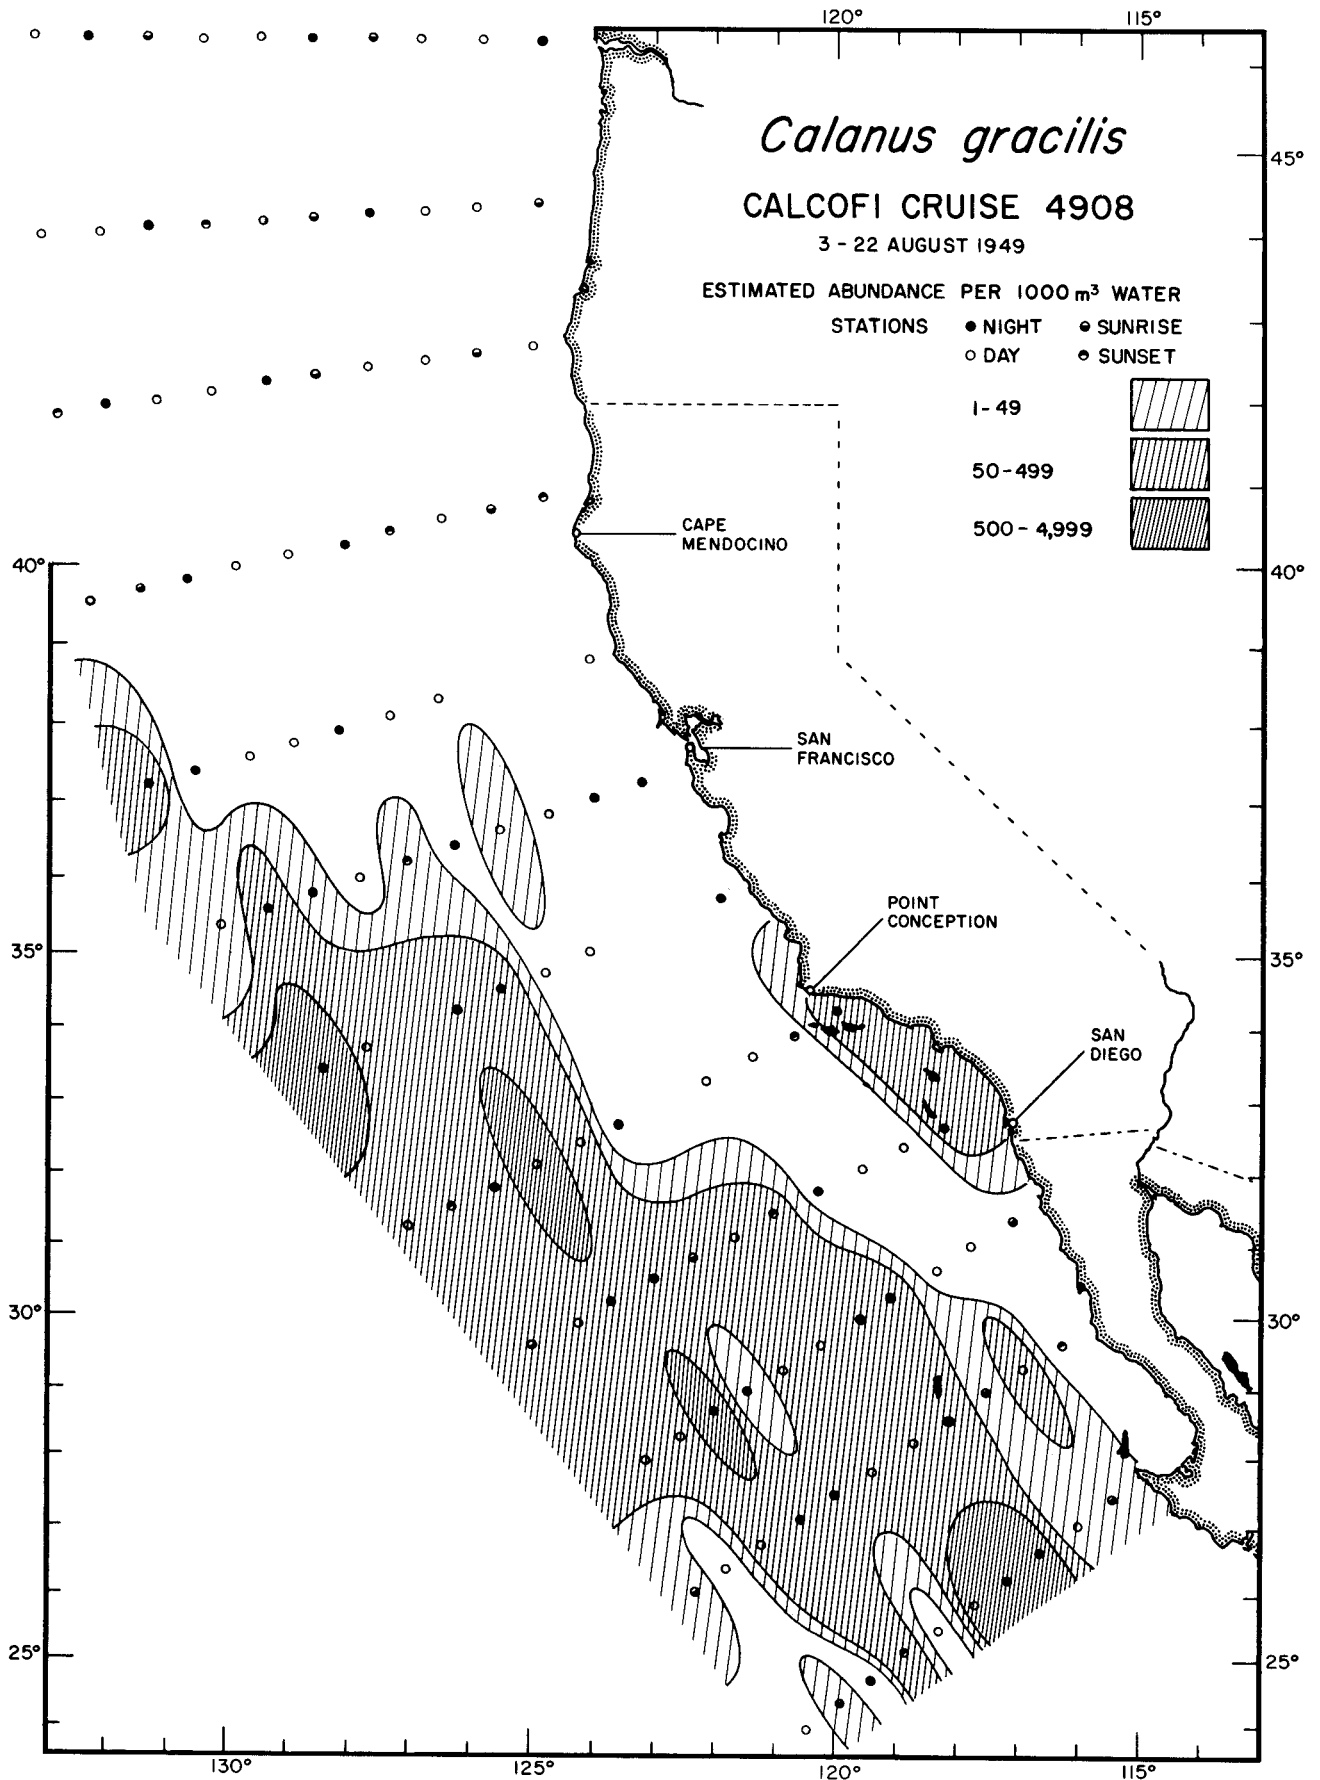 120°
115°
Calanus gracilis
45°
CALCOFI CRUISE 4908
3 - 22 AUGUST 1949
ESTIMATED ABUNDANCE PER 1000 m³ WATER
STATIONS
NIGHT
SUNRISE
DAY
SUNSET
1 - 49
50 - 499
500 - 4,999
CAPE
MENDOCINO
40°
40°
SAN
FRANCISCO
POINT
CONCEPTION
35°
35°
SAN
DIEGO
30°
30°
25°
25°
130°
125°
120°
115°